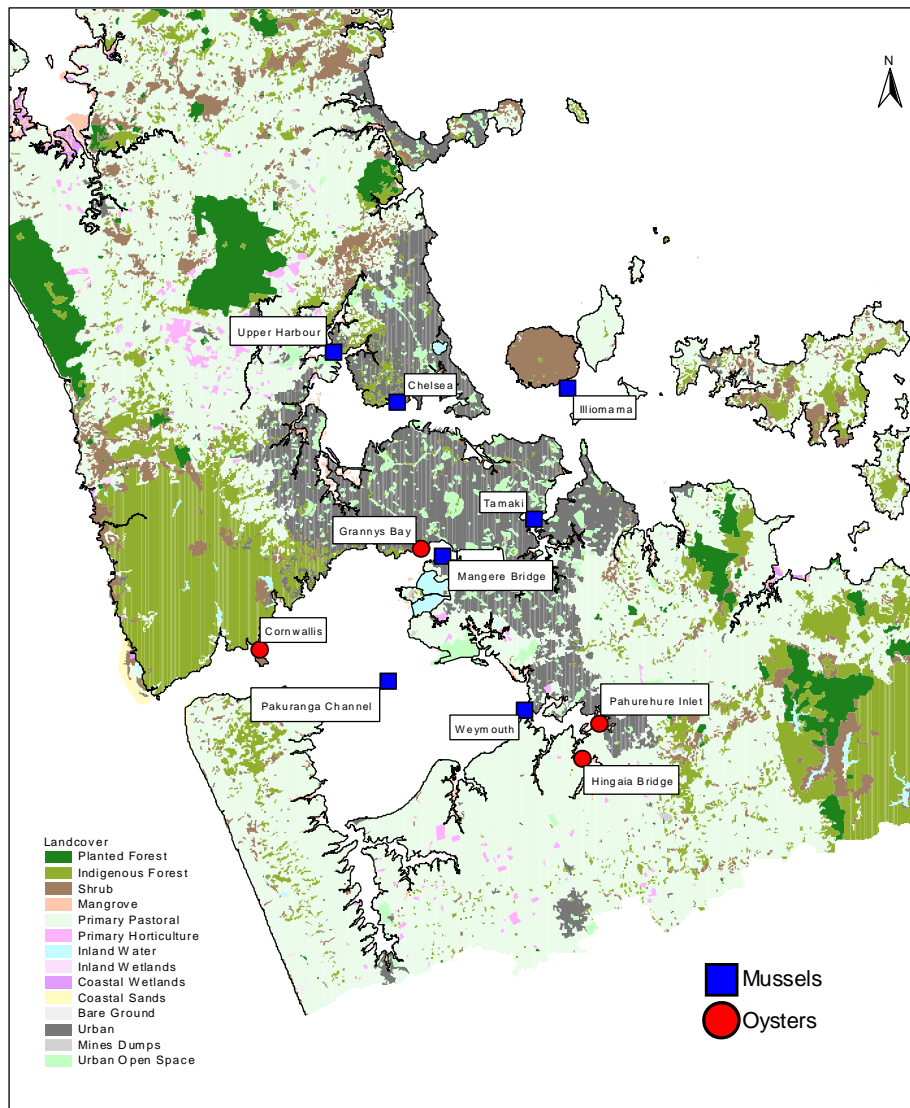 N
Upper Harbour
Chelsea
Illiomama
Tamaki
Grannys Bay
Mangere Bridge
Cornwallis
Pakuranga Channel
Pahurehure Inlet
Weymouth
Hingaia Bridge
Landcover
Planted Forest
Indigenous Forest
Shrub
Mangrove
Primary Pastoral
Primary Horticulture
Inland Water
Inland Wetlands
Coastal Wetlands
Coastal Sands
Bare Ground
Urban
Mines Dumps
Urban Open Space
Mussels
Oysters